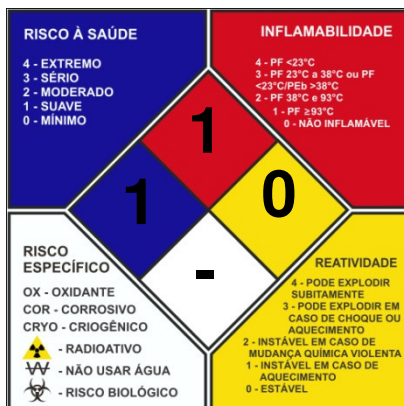 RISCO À SAÚDE
4 - EXTREMO
3 - SÉRIO
2 - MODERADO
1 - SUAVE
0 - MÍNIMO
INFLAMABILIDADE
4 - PF <23°C
3 - PF 23°C a 38°C ou PF
<23°C/PEb >38°C
2 - PF 38°C e 93°C
1 - PF ≥93°C
0 - NÃO INFLAMÁVEL
1
1
0
-
RISCO
ESPECÍFICO
OX - OXIDANTE
COR - CORROSIVO
CRYO - CRIOGÊNICO
- RADIOATIVO
W - NÃO USAR ÁGUA
- RISCO BIOLÓGICO
REATIVIDADE
4 - PODE EXPLODIR
SUBITAMENTE
3 - PODE EXPLODIR EM
CASO DE CHOQUE OU
AQUECIMENTO
2 - INSTÁVEL EM CASO DE
MUDANÇA QUÍMICA VIOLENTA
1 - INSTÁVEL EM CASO DE
AQUECIMENTO
0 - ESTÁVEL